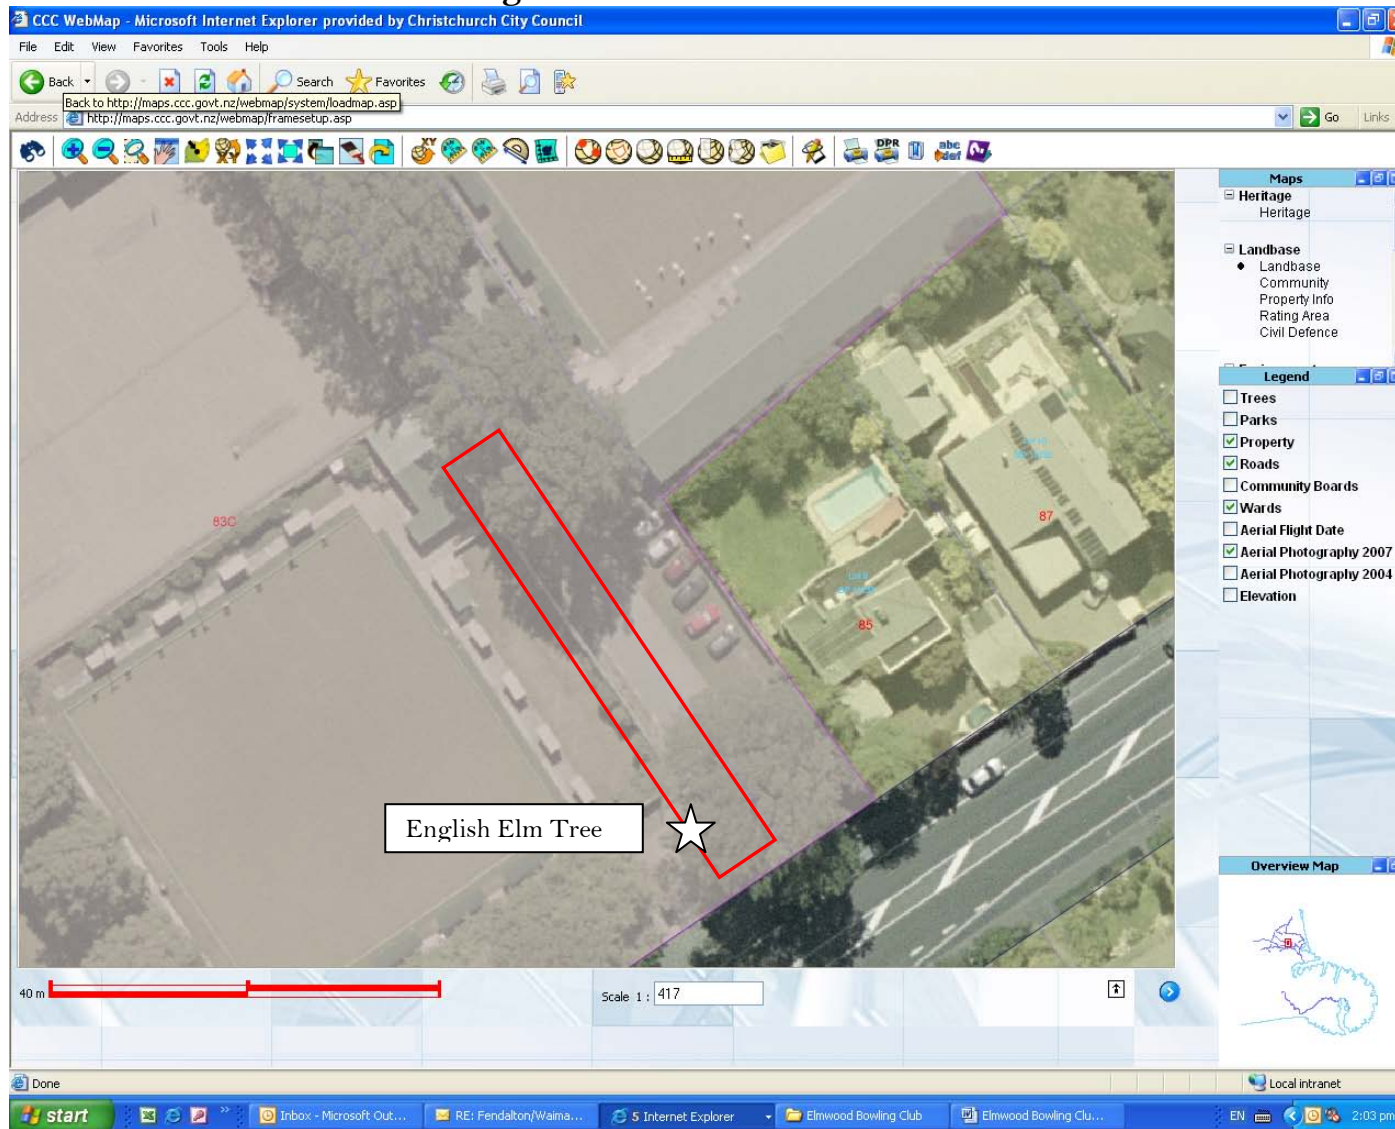 g
CCC WebMap - Microsoft Internet Explorer provided by Christchurch City Council
File Edit View Favorites Tools Help
Back Search Favorites
Back to http://maps.ccc.govt.nz/webmap/system/loadmap.asp
Address http://maps.ccc.govt.nz/webmap/framesetup.asp Go Links
XY DPR abc def
Maps
Heritage
Heritage
Landbase
Landbase
Community
Property Info
Rating Area
Civil Defence
Legend
Trees
Parks
Property
Roads
Community Boards
Wards
Aerial Flight Date
Aerial Photography 2007
Aerial Photography 2004
Elevation
83C
87
85
English Elm Tree
Overview Map
40 m
Scale 1 : 417
Done Local intranet
start Inbox - Microsoft Out... RE: Fendalton/Waima... 5 Internet Explorer Elmwood Bowling Club Elmwood Bowling Clu... EN 2:03 pm